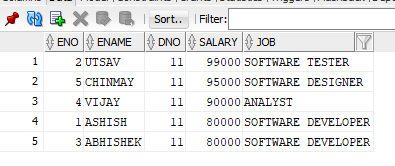 Sort.. Filter:
ENO ENAME DNO SALARY JOB
1 2 UTSAV 11 99000 SOFTWARE TESTER
2 5 CHINMAY 11 95000 SOFTWARE DESIGNER
3 4 VIJAY 11 90000 ANALYST
4 1 ASHISH 11 80000 SOFTWARE DEVELOPER
5 3 ABHISHEK 11 80000 SOFTWARE DEVELOPER